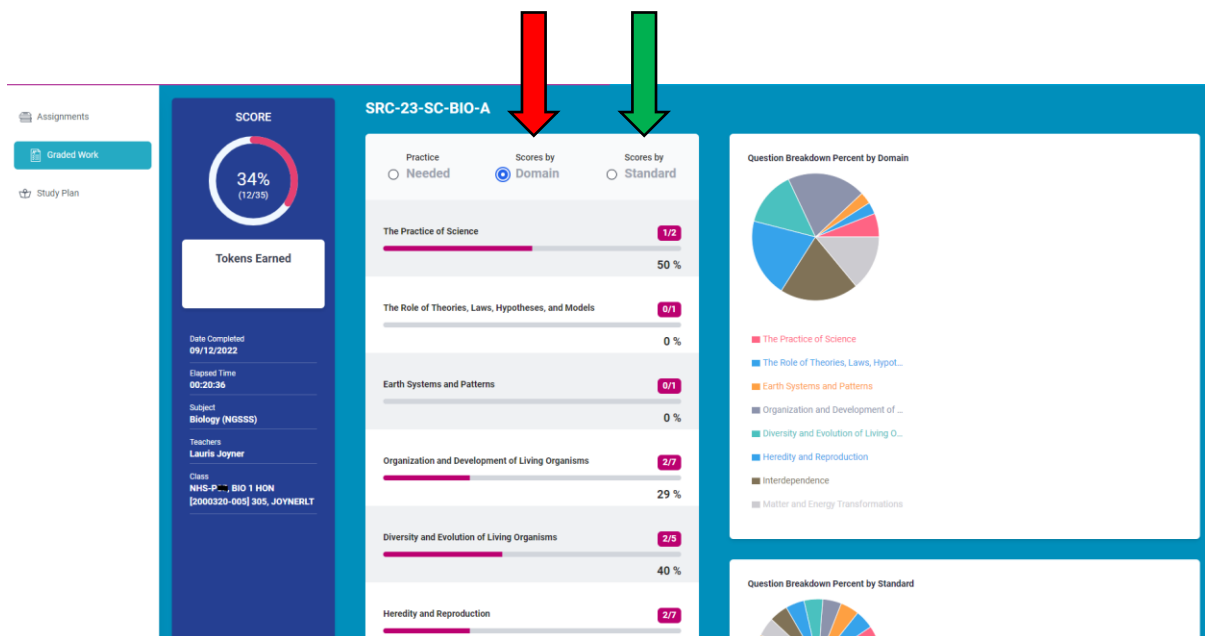 Assignments
Graded Work
Study Plan
SCORE
34%
(12/35)
Tokens Earned
Date Completed
09/12/2022
Elapsed Time
00:20:36
Subject
Biology (NGSSS)
Teachers
Lauris Joyner
Class
NHS-P , BIO 1 HON
[2000320-005] 305, JOYNERLT
SRC-23-SC-BIO-A
Practice
Needed
Scores by
Domain
Scores by
Standard
The Practice of Science
1/2
50 %
The Role of Theories, Laws, Hypotheses, and Models
0/1
0 %
Earth Systems and Patterns
0/1
0 %
Organization and Development of Living Organisms
2/7
29 %
Diversity and Evolution of Living Organisms
2/5
40 %
Heredity and Reproduction
2/7
Question Breakdown Percent by Domain
The Practice of Science
The Role of Theories, Laws, Hypot...
Earth Systems and Patterns
Organization and Development of ...
Diversity and Evolution of Living O...
Heredity and Reproduction
Interdependence
Matter and Energy Transformations
Question Breakdown Percent by Standard